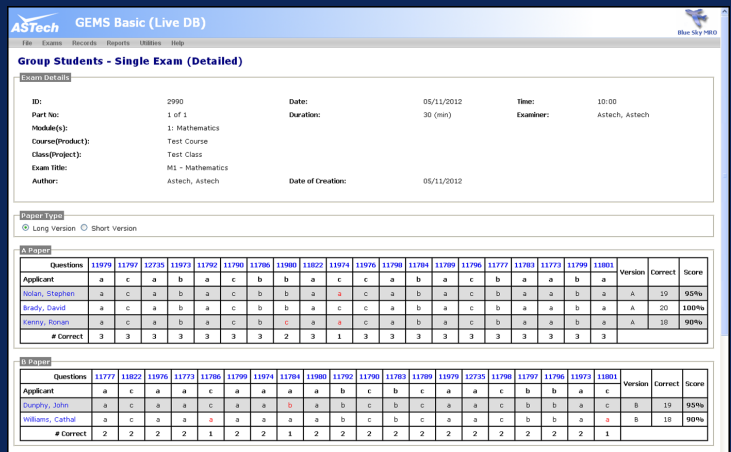 ASTech
GEMS Basic (Live DB)
Blue Sky MRO
File Exams Records Reports Utilities Help
Group Students - Single Exam (Detailed)
Exam Details
ID: 2990 Date: 05/11/2012 Time: 10:00
Part No: 1 of 1 Duration: 30 (min) Examiner: Astech, Astech
Module(s): 1: Mathematics
Course(Product): Test Course
Class(Project): Test Class
Exam Title: M1 - Mathematics
Author: Astech, Astech Date of Creation: 05/11/2012
Paper Type
Long Version Short Version
A Paper
Questions 11979 11797 12735 11973 11792 11790 11786 11980 11822 11974 11976 11798 11784 11789 11796 11777 11783 11773 11799 11801 Version Correct Score
Applicant a c a b a c b b a c c a b a c b a a b a
Nolan, Stephen a c a b a c b b a a c a b a c b a a b a A 19 95%
Brady, David a c a b a c b b a c c a b a c b a a b a A 20 100%
Kenny, Ronan a c a b a c b c a a c a b a c b a a b a A 18 90%
# Correct 3 3 3 3 3 3 3 2 3 1 3 3 3 3 3 3 3 3 3 3
B Paper
Questions 11777 11822 11976 11773 11786 11799 11974 11784 11980 11792 11790 11783 11789 11979 12735 11798 11797 11796 11973 11801 Version Correct Score
Applicant a c a a c a a a a b c b c a a c b b a c
Dunphy, John a c a a c a a b a b c b c a a c b b a c B 19 95%
Williams, Cathal a c a a a a a a a b c b c a a c b b a a B 18 90%
# Correct 2 2 2 2 1 2 2 1 2 2 2 2 2 2 2 2 2 2 2 1